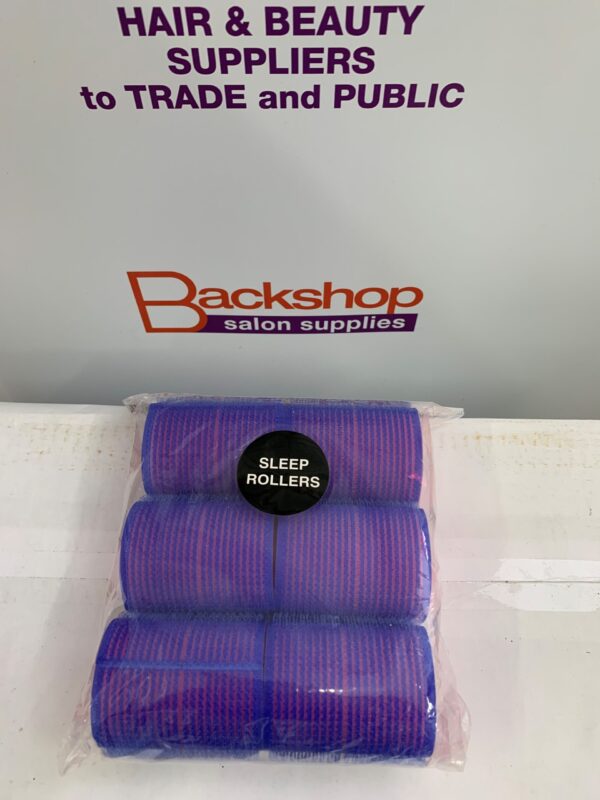 HAIR & BEAUTY
SUPPLIERS
to TRADE and PUBLIC
Backshop
salon supplies
SLEEP
ROLLERS